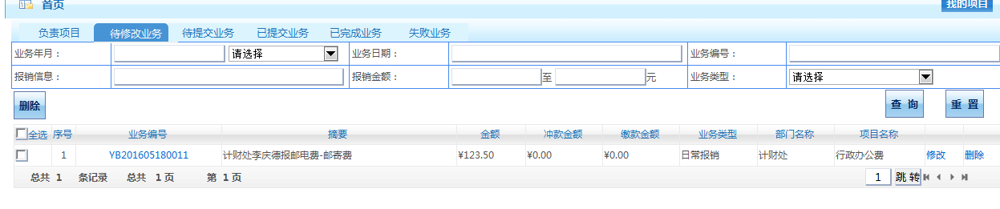 首页 我的项目
负责项目 待修改业务 待提交业务 已提交业务 已完成业务 失败业务
业务年月： 请选择 业务日期： 业务编号：
报销信息： 报销金额： 至 元 业务类型： 请选择
删除 查 询 重 置
全选 序号 业务编号 摘要 金额 冲款金额 缴款金额 业务类型 部门名称 项目名称
1 YB201605180011 计财处李庆德报邮电费-邮寄费 ¥123.50 ¥0.00 ¥0.00 日常报销 计财处 行政办公费 修改 删除
总共 1 条记录 总共 1 页 第 1 页 1 跳 转